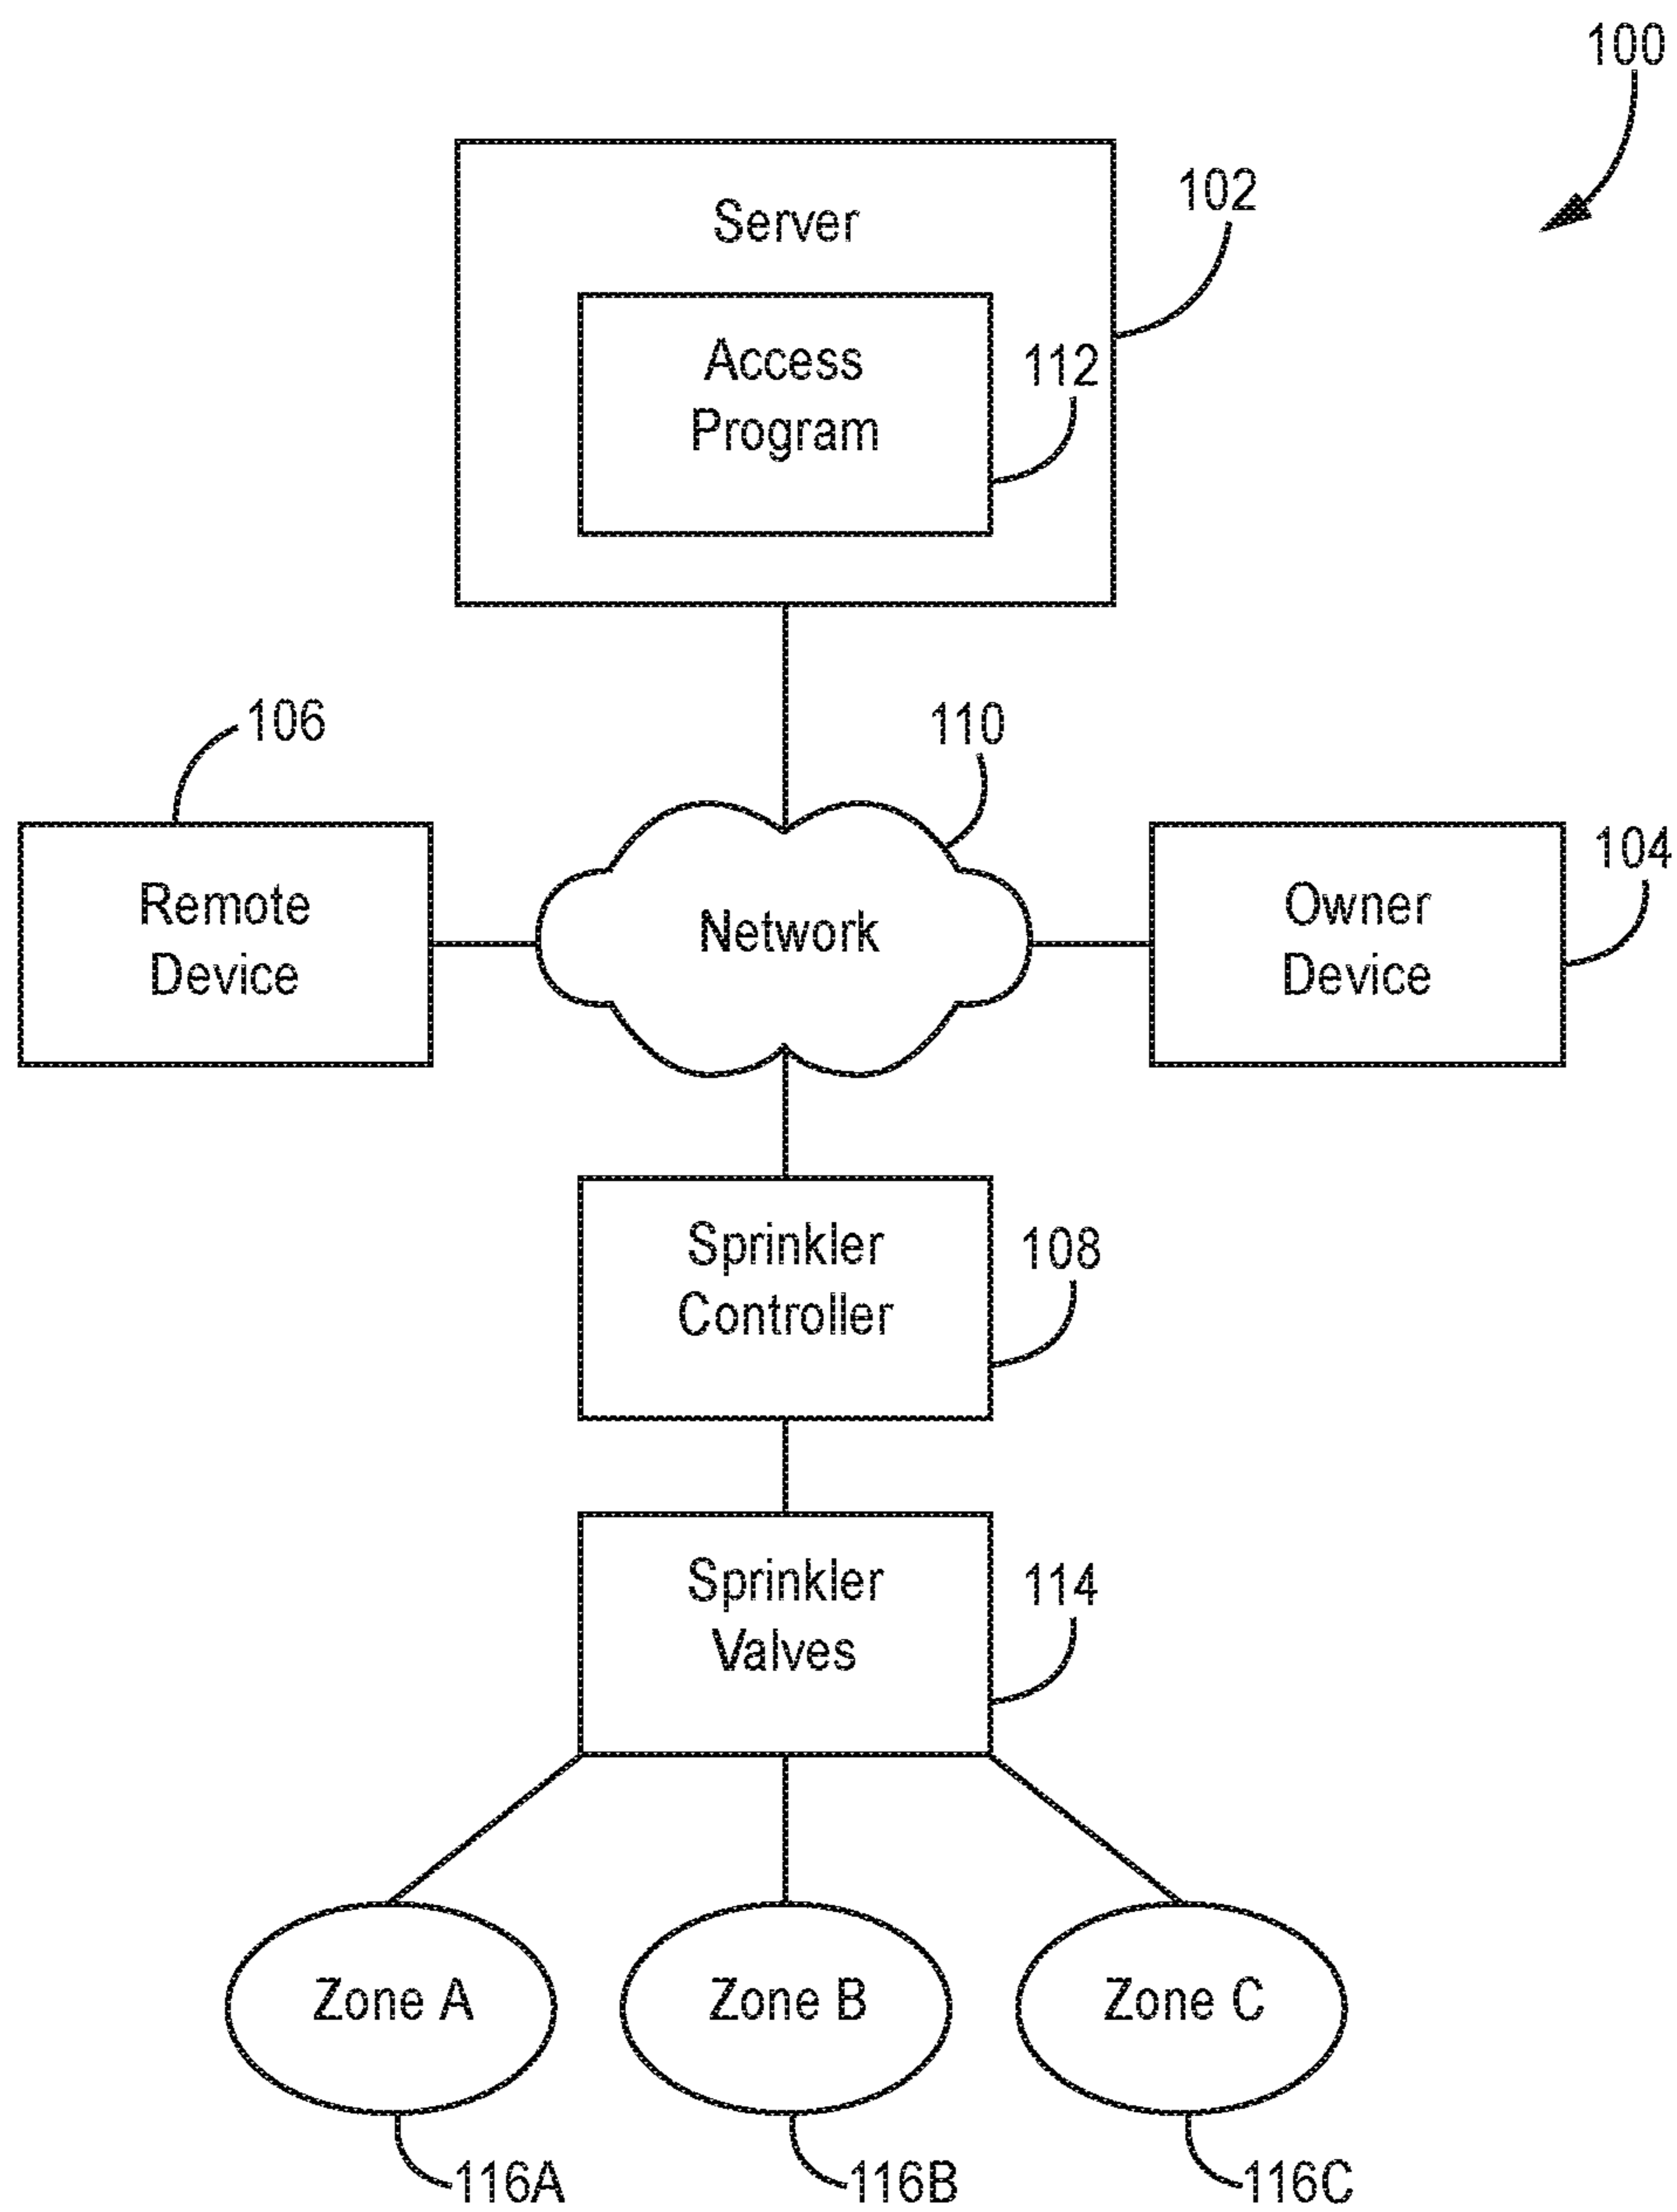 100
102
Server
Access
Program
112
106
110
104
Remote
Device
Network
Owner
Device
Sprinkler
Controller
108
Sprinkler
Valves
114
Zone A
Zone B
Zone C
116A
116B
116C